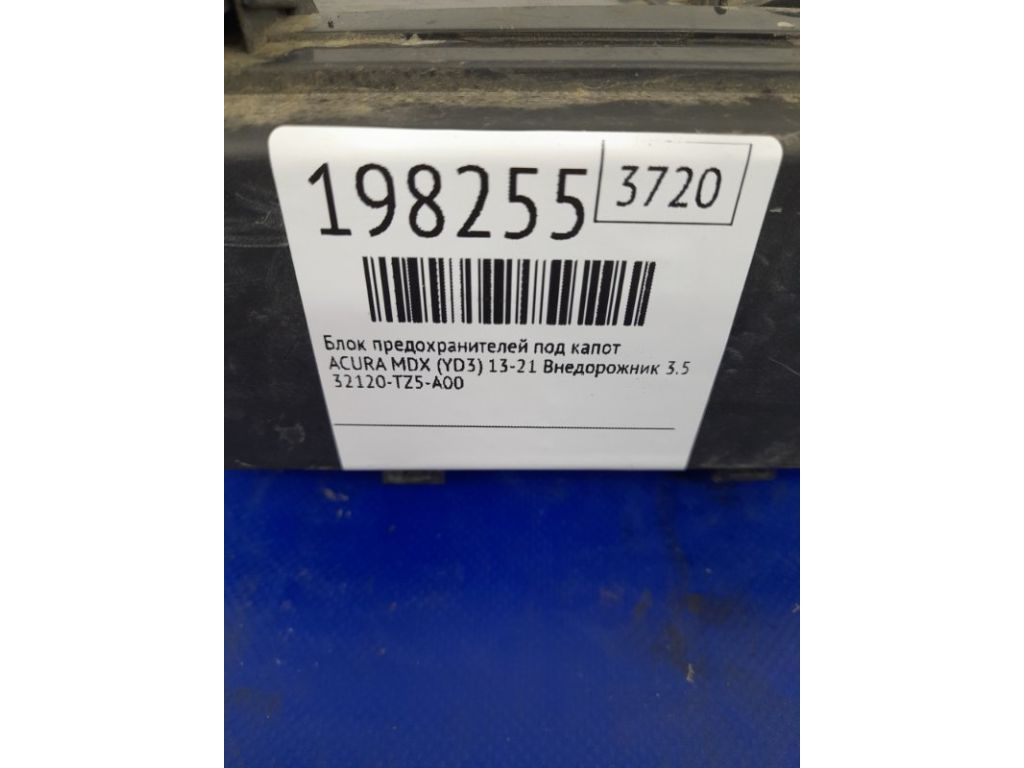 198255
3720
Блок предохранителей под капот
ACURA MDX (YD3) 13-21 Внедорожник 3.5
32120-TZ5-A00